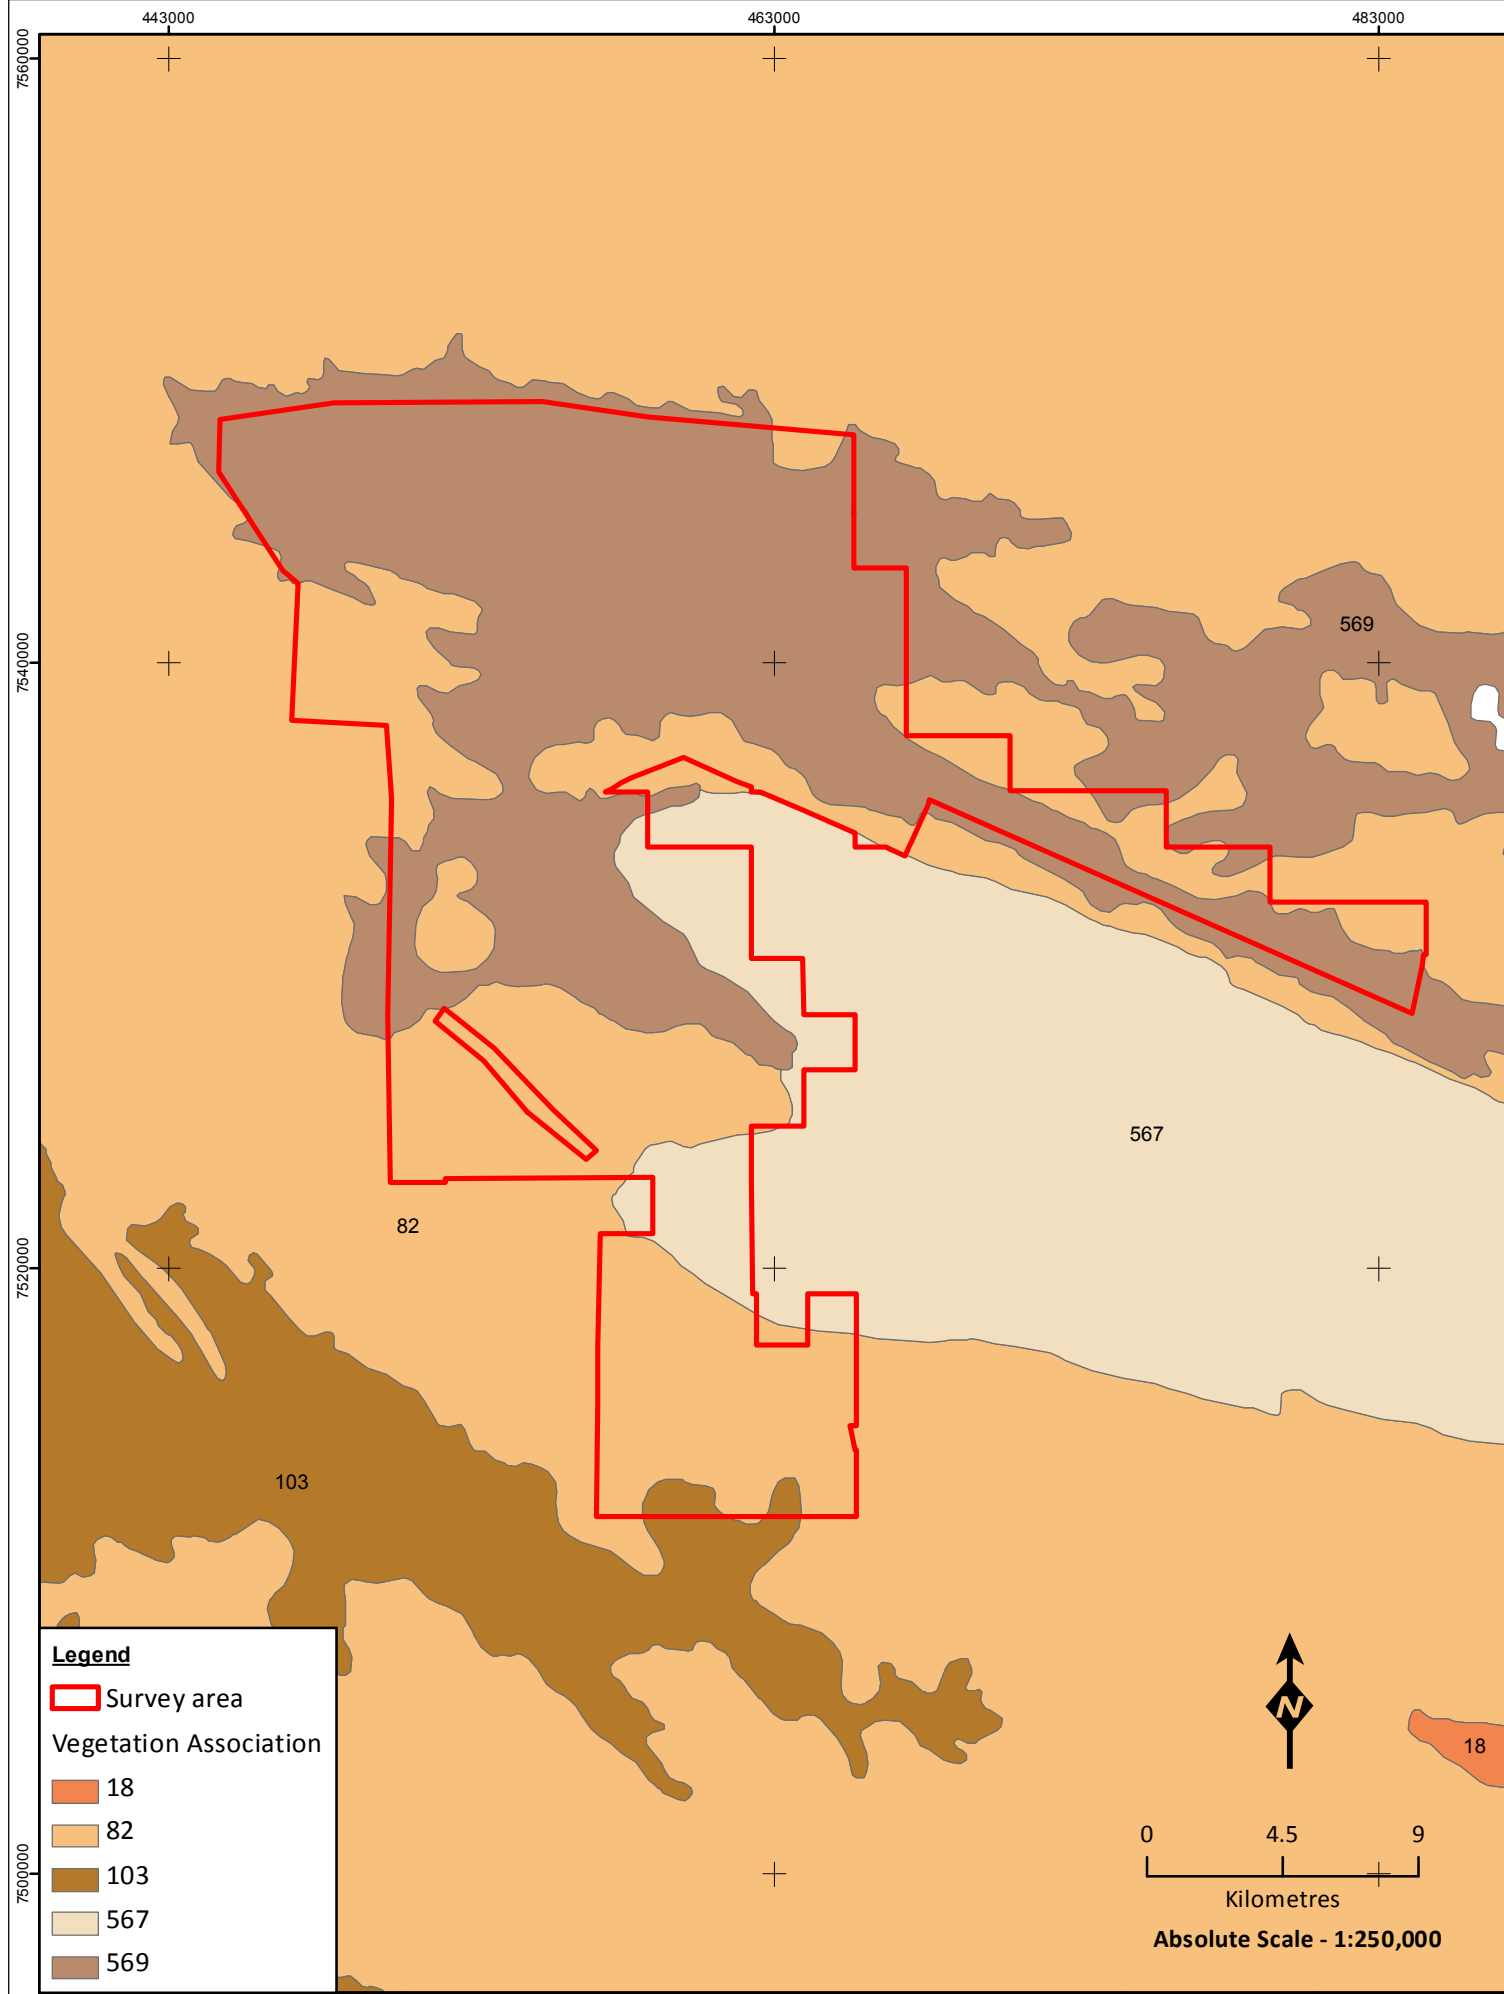 443000 463000 483000
7560000
7540000
7520000
7500000
569
567
82
103
18
Legend
Survey area
Vegetation Association
18
82
103
567
569
N
0 4.5 9
Kilometres
Absolute Scale - 1:250,000